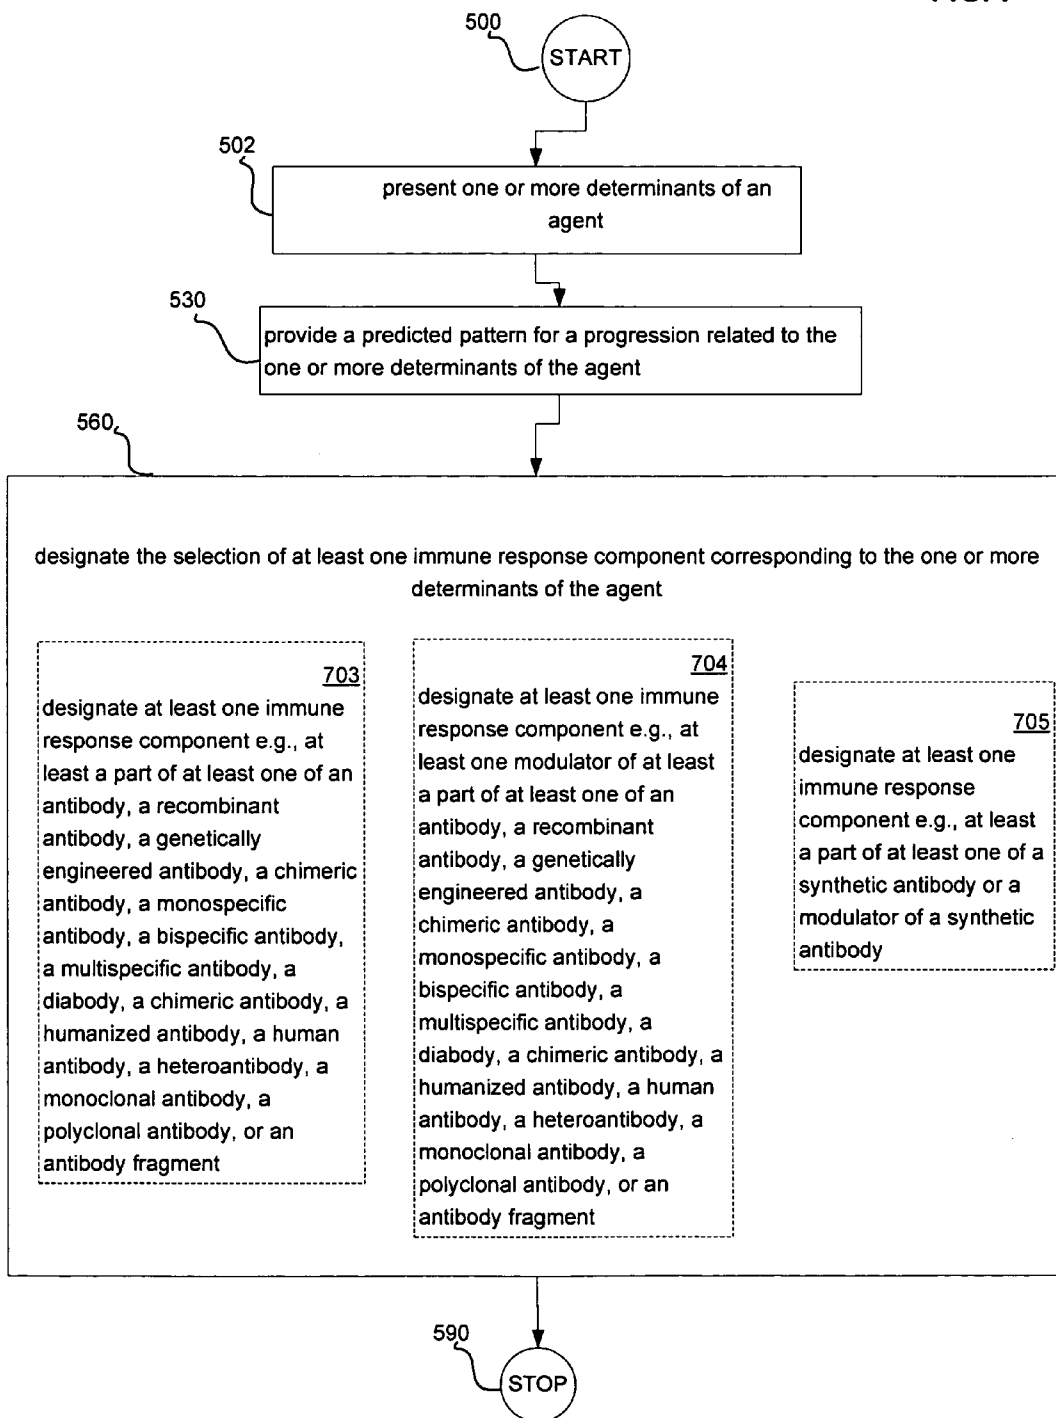 500
START
502
present one or more determinants of an
agent
530
provide a predicted pattern for a progression related to the
one or more determinants of the agent
560
designate the selection of at least one immune response component corresponding to the one or more
determinants of the agent
703
designate at least one immune
response component e.g., at
least a part of at least one of an
antibody, a recombinant
antibody, a genetically
engineered antibody, a chimeric
antibody, a monospecific
antibody, a bispecific antibody,
a multispecific antibody, a
diabody, a chimeric antibody, a
humanized antibody, a human
antibody, a heteroantibody, a
monoclonal antibody, a
polyclonal antibody, or an
antibody fragment
704
designate at least one immune
response component e.g., at
least one modulator of at least
a part of at least one of an
antibody, a recombinant
antibody, a genetically
engineered antibody, a
chimeric antibody, a
monospecific antibody, a
bispecific antibody, a
multispecific antibody, a
diabody, a chimeric antibody, a
humanized antibody, a human
antibody, a heteroantibody, a
monoclonal antibody, a
polyclonal antibody, or an
antibody fragment
705
designate at least one
immune response
component e.g., at least
a part of at least one of a
synthetic antibody or a
modulator of a synthetic
antibody
590
STOP